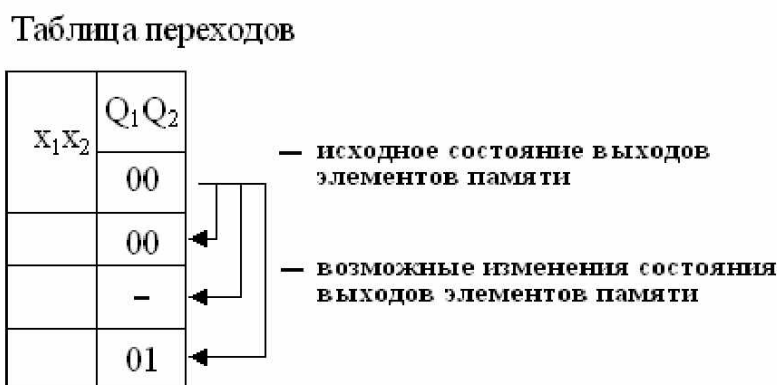 Таблица переходов
x₁x₂
Q₁Q₂
00
– исходное состояние выходов
элементов памяти
00
– возможные изменения состояния
выходов элементов памяти
–
01